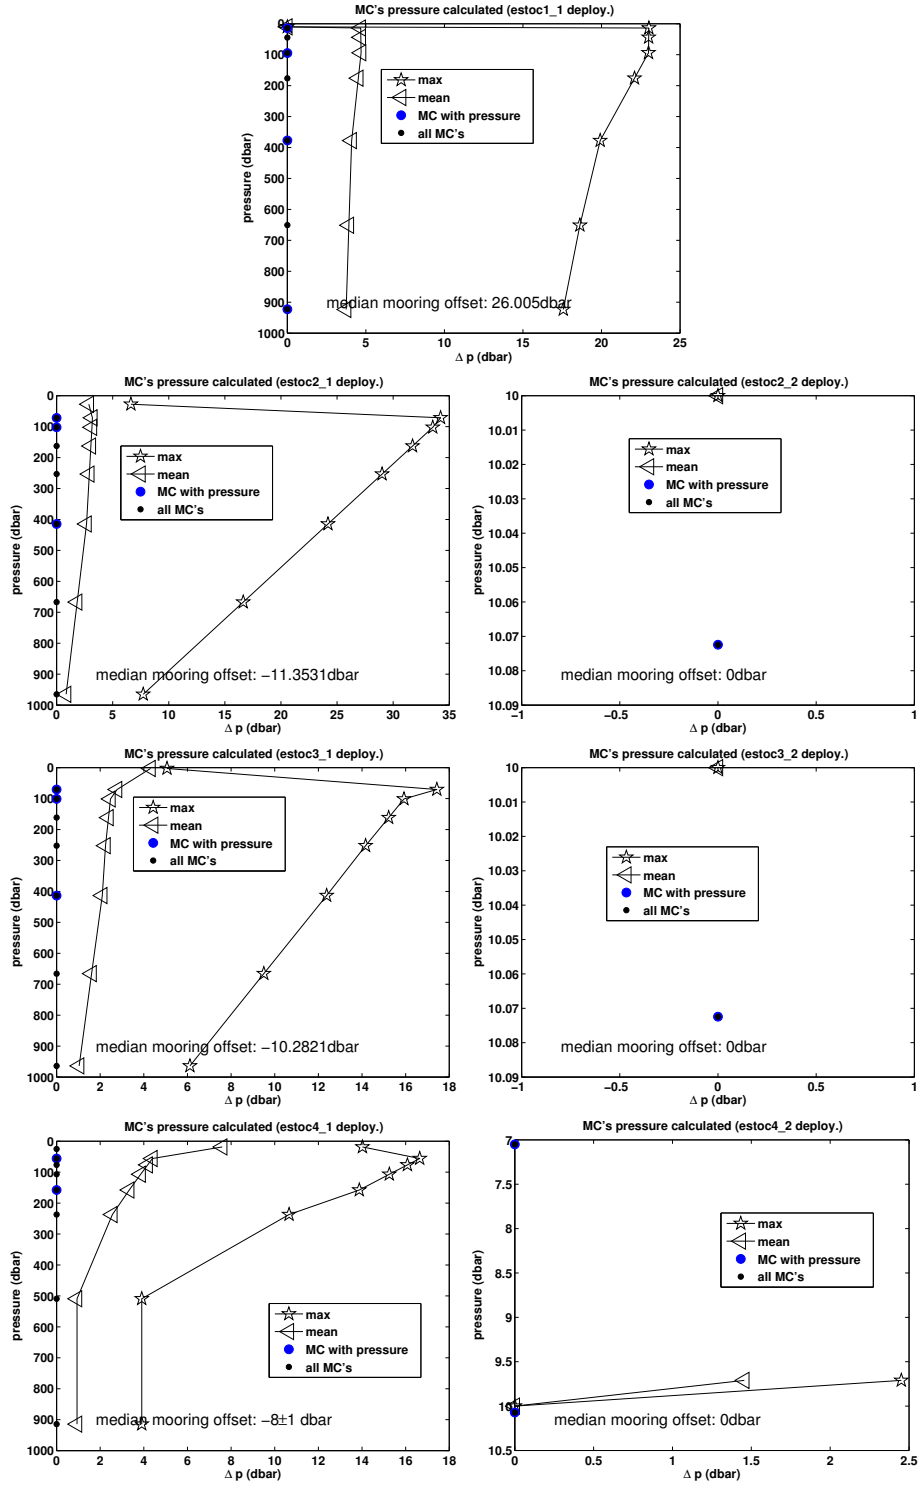 MC's pressure calculated (estoc1_1 deploy.)
0
100
200
300
400
500
600
700
800
900
1000
pressure (dbar)
max
mean
MC with pressure
all MC's
median mooring offset: 26.005dbar
0 5 10 15 20 25
Δ p (dbar)
MC's pressure calculated (estoc2_1 deploy.)
0
100
200
300
400
500
600
700
800
900
1000
pressure (dbar)
max
mean
MC with pressure
all MC's
median mooring offset: −11.3531dbar
0 5 10 15 20 25 30 35
Δ p (dbar)
MC's pressure calculated (estoc2_2 deploy.)
10
10.01
10.02
10.03
10.04
10.05
10.06
10.07
10.08
10.09
pressure (dbar)
max
mean
MC with pressure
all MC's
median mooring offset: 0dbar
−1 −0.5 0 0.5 1
Δ p (dbar)
MC's pressure calculated (estoc3_1 deploy.)
0
100
200
300
400
500
600
700
800
900
1000
pressure (dbar)
max
mean
MC with pressure
all MC's
median mooring offset: −10.2821dbar
0 2 4 6 8 10 12 14 16 18
Δ p (dbar)
MC's pressure calculated (estoc3_2 deploy.)
10
10.01
10.02
10.03
10.04
10.05
10.06
10.07
10.08
10.09
pressure (dbar)
max
mean
MC with pressure
all MC's
median mooring offset: 0dbar
−1 −0.5 0 0.5 1
Δ p (dbar)
MC's pressure calculated (estoc4_1 deploy.)
0
100
200
300
400
500
600
700
800
900
1000
pressure (dbar)
max
mean
MC with pressure
all MC's
median mooring offset: −8±1 dbar
0 2 4 6 8 10 12 14 16 18
Δ p (dbar)
MC's pressure calculated (estoc4_2 deploy.)
7
7.5
8
8.5
9
9.5
10
10.5
pressure (dbar)
max
mean
MC with pressure
all MC's
median mooring offset: 0dbar
0 0.5 1 1.5 2 2.5
Δ p (dbar)